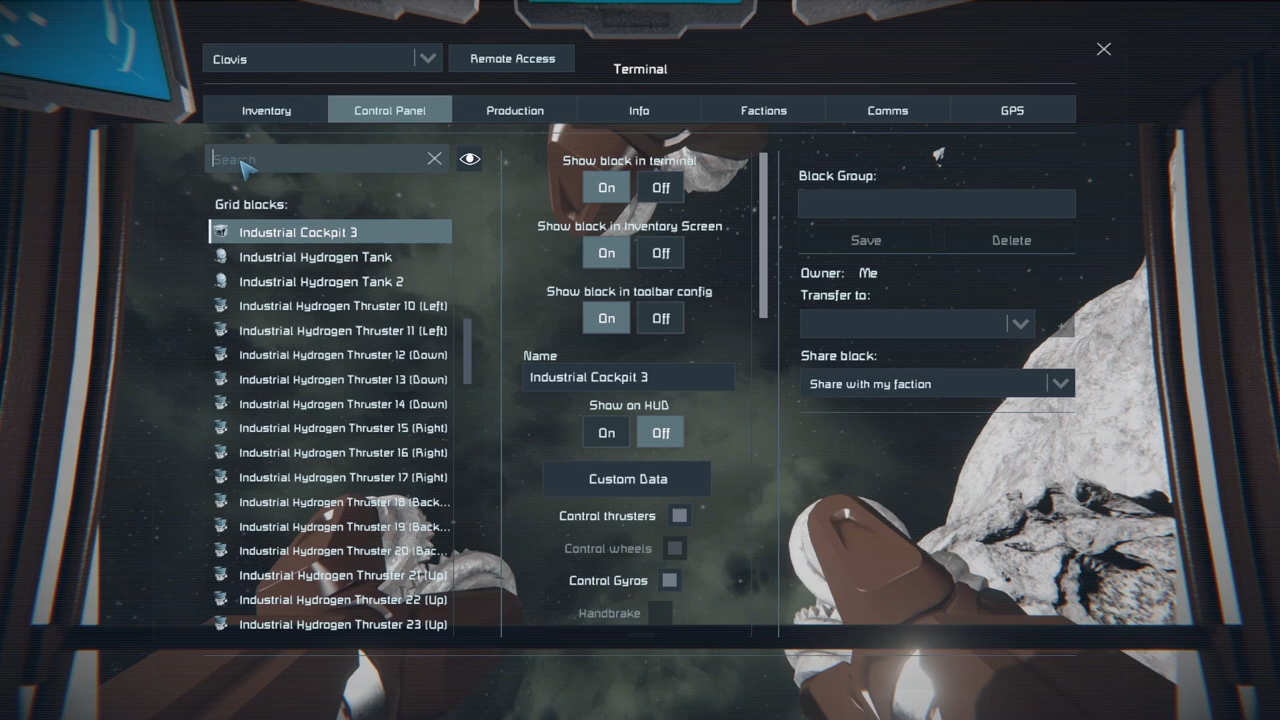 Clovis
Remote Access
Terminal
Inventory
Control Panel
Production
Info
Factions
Comms
GPS
Search
Grid blocks:
Industrial Cockpit 3
Industrial Hydrogen Tank
Industrial Hydrogen Tank 2
Industrial Hydrogen Thruster 10 (Left)
Industrial Hydrogen Thruster 11 (Left)
Industrial Hydrogen Thruster 12 (Down)
Industrial Hydrogen Thruster 13 (Down)
Industrial Hydrogen Thruster 14 (Down)
Industrial Hydrogen Thruster 15 (Right)
Industrial Hydrogen Thruster 16 (Right)
Industrial Hydrogen Thruster 17 (Right)
Industrial Hydrogen Thruster 18 (Back...
Industrial Hydrogen Thruster 19 (Back...
Industrial Hydrogen Thruster 20 (Bac...
Industrial Hydrogen Thruster 21 (Up)
Industrial Hydrogen Thruster 22 (Up)
Industrial Hydrogen Thruster 23 (Up)
Show block in terminal
On Off
Show block in Inventory Screen
On Off
Show block in toolbar config
On Off
Name
Industrial Cockpit 3
Show on HUD
On Off
Custom Data
Control thrusters
Control wheels
Control Gyros
Handbrake
Block Group:
Save Delete
Owner: Me
Transfer to:
+
Share block:
Share with my faction